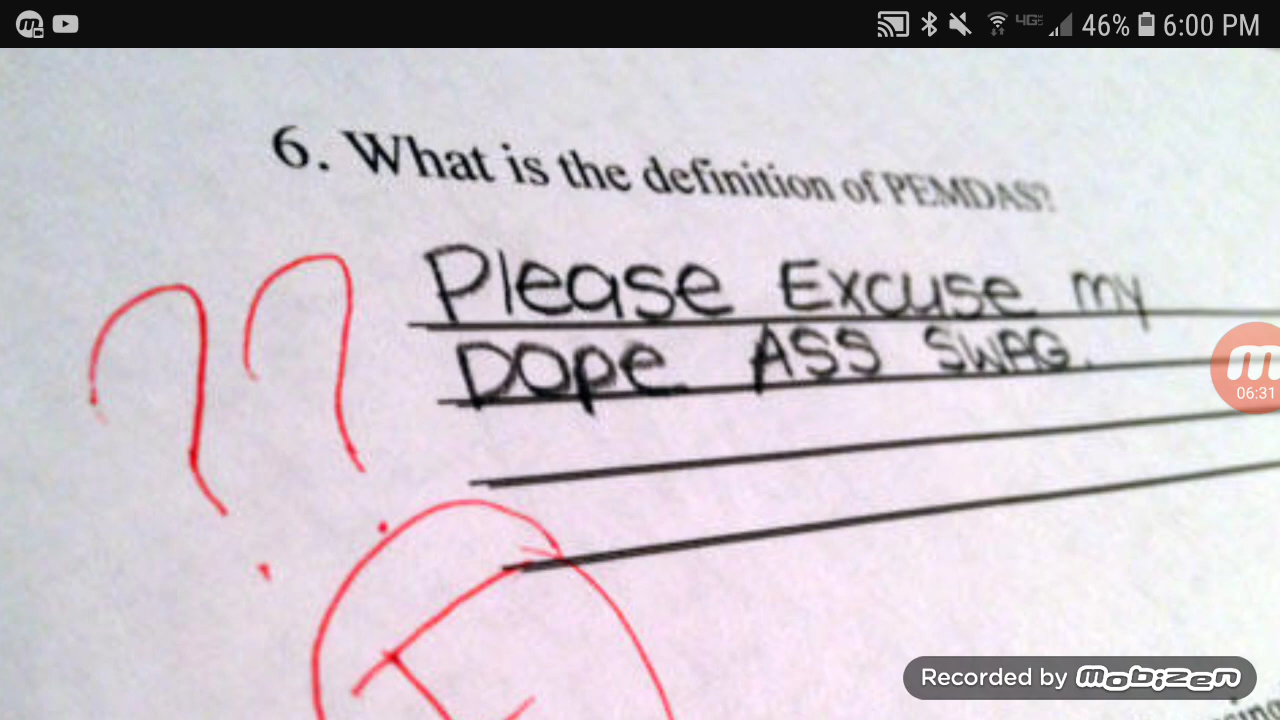 46% 6:00 PM
6. What is the definition of PEMDAS?
??
Please Excuse my
Dope ASS SWAG.
06:31
Recorded by mobizen